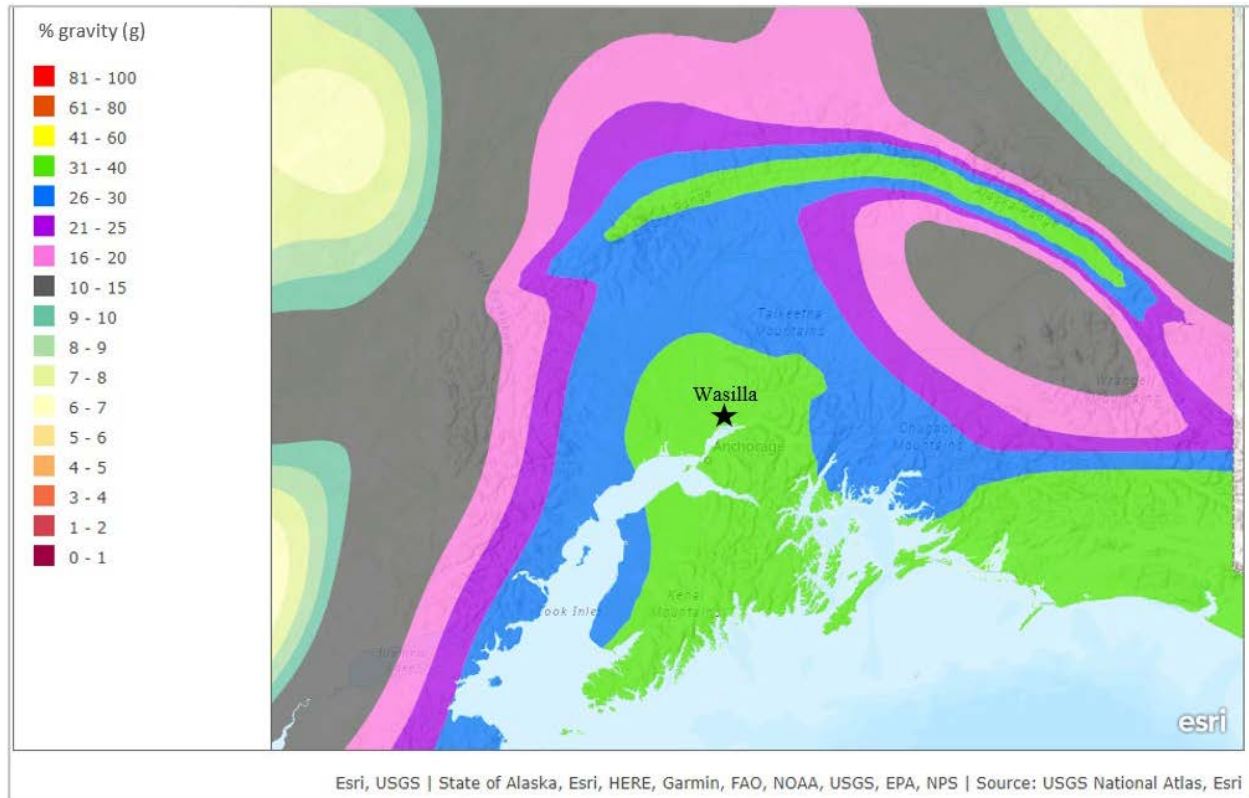 % gravity (g)
81 - 100
61 - 80
41 - 60
31 - 40
26 - 30
21 - 25
16 - 20
10 - 15
9 - 10
8 - 9
7 - 8
6 - 7
5 - 6
4 - 5
3 - 4
1 - 2
0 - 1
Talkeetna
Mountains
Wrangell
Mountains
Wasilla
Chugach
Mountains
Anchorage
Cook Inlet
Kenai
Mountains
esri
Esri, USGS | State of Alaska, Esri, HERE, Garmin, FAO, NOAA, USGS, EPA, NPS | Source: USGS National Atlas, Esri